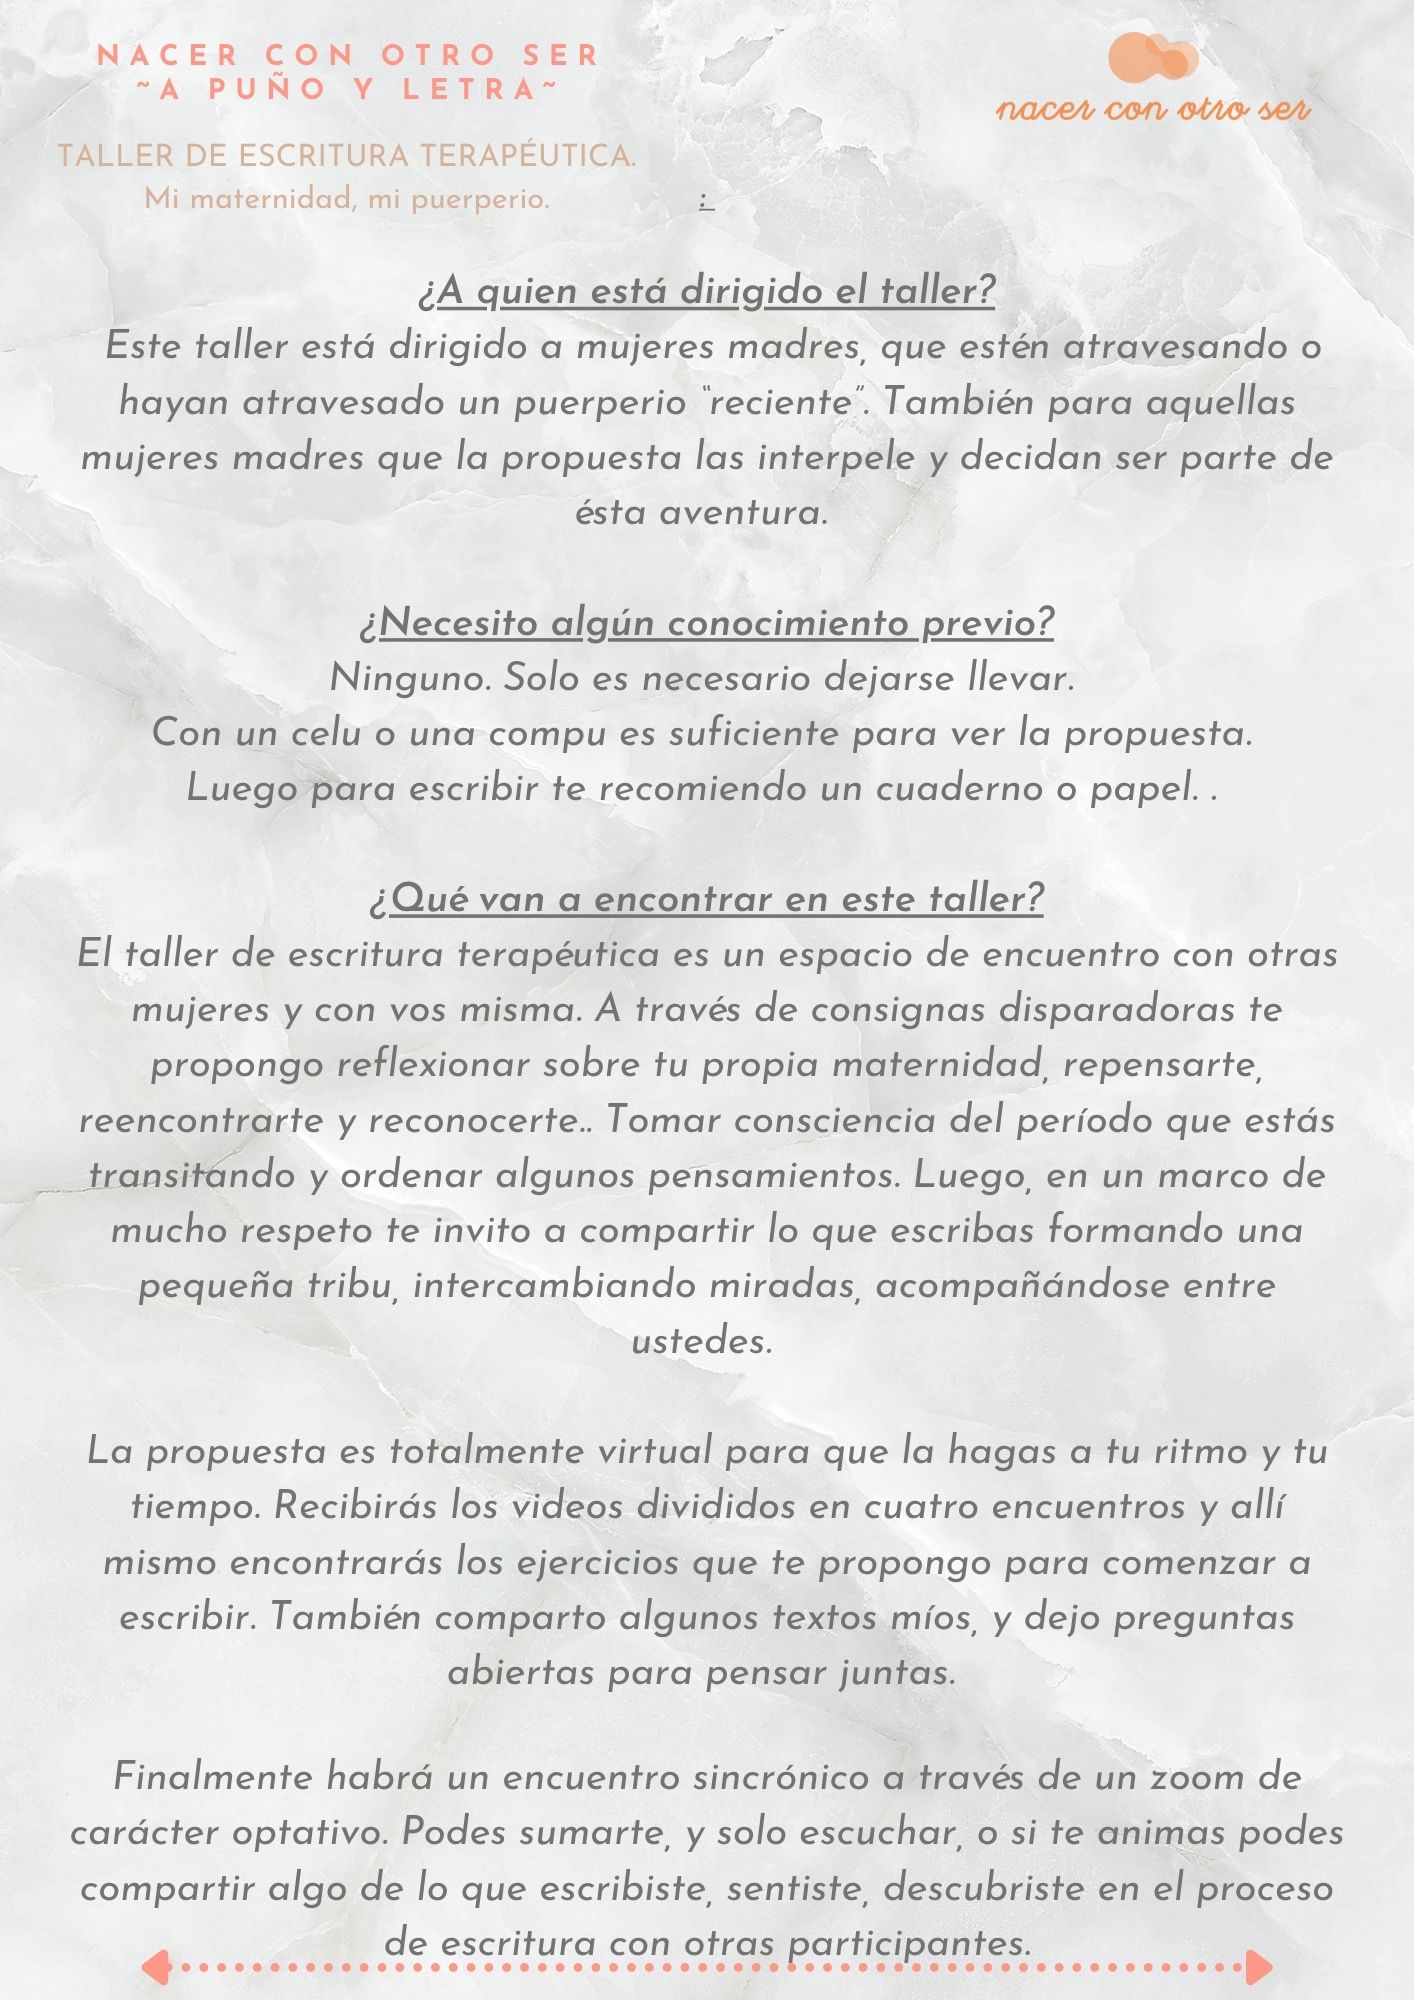 NACER CON OTRO SER
~A PUÑO Y LETRA~
nacer con otro ser
TALLER DE ESCRITURA TERAPÉUTICA.
Mi maternidad, mi puerperio.
:
¿A quien está dirigido el taller?
Este taller está dirigido a mujeres madres, que estén atravesando o
hayan atravesado un puerperio “reciente”. También para aquellas
mujeres madres que la propuesta las interpele y decidan ser parte de
ésta aventura.
¿Necesito algún conocimiento previo?
Ninguno. Solo es necesario dejarse llevar.
Con un celu o una compu es suficiente para ver la propuesta.
Luego para escribir te recomiendo un cuaderno o papel. .
¿Qué van a encontrar en este taller?
El taller de escritura terapéutica es un espacio de encuentro con otras
mujeres y con vos misma. A través de consignas disparadoras te
propongo reflexionar sobre tu propia maternidad, repensarte,
reencontrarte y reconocerte.. Tomar consciencia del período que estás
transitando y ordenar algunos pensamientos. Luego, en un marco de
mucho respeto te invito a compartir lo que escribas formando una
pequeña tribu, intercambiando miradas, acompañándose entre
ustedes.
La propuesta es totalmente virtual para que la hagas a tu ritmo y tu
tiempo. Recibirás los videos divididos en cuatro encuentros y allí
mismo encontrarás los ejercicios que te propongo para comenzar a
escribir. También comparto algunos textos míos, y dejo preguntas
abiertas para pensar juntas.
Finalmente habrá un encuentro sincrónico a través de un zoom de
carácter optativo. Podes sumarte, y solo escuchar, o si te animas podes
compartir algo de lo que escribiste, sentiste, descubriste en el proceso
de escritura con otras participantes.